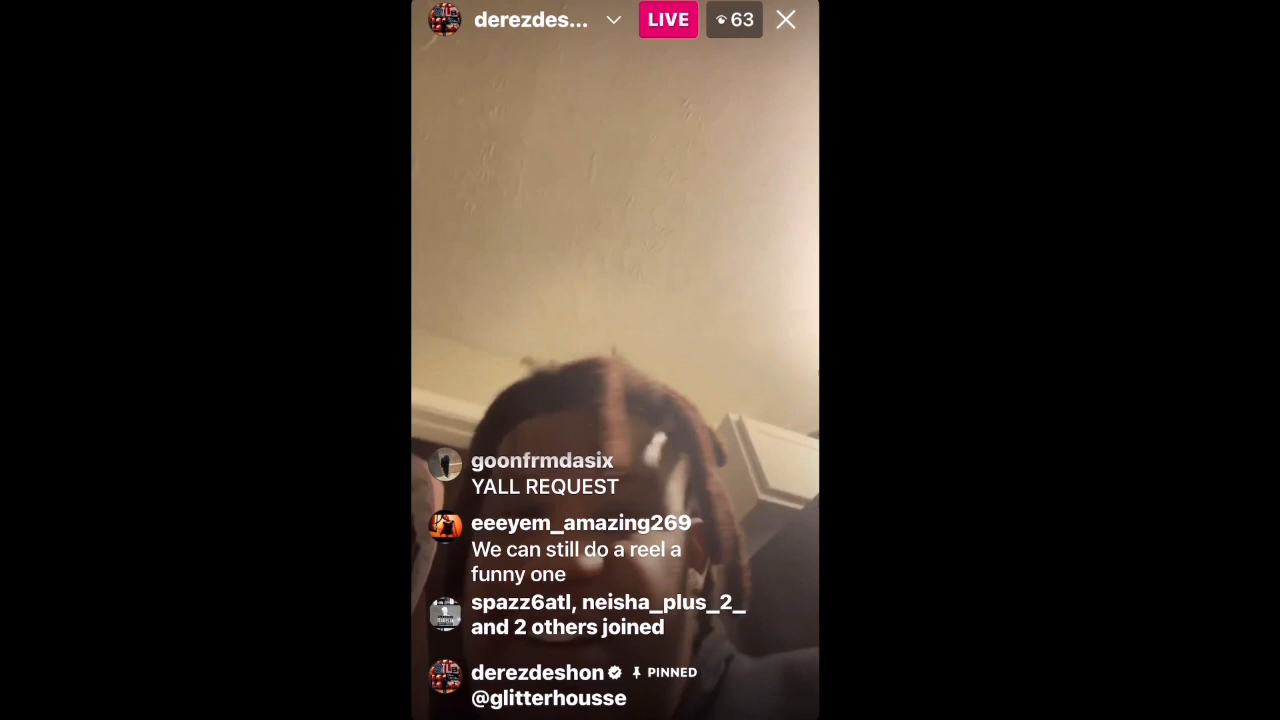 derezdes...
LIVE
63
goonfrmdasix
YALL REQUEST
eeeyem_amazing269
We can still do a reel a
funny one
spazz6atl, neisha_plus_2_
and 2 others joined
derezdeshon PINNED
@glitterhousse